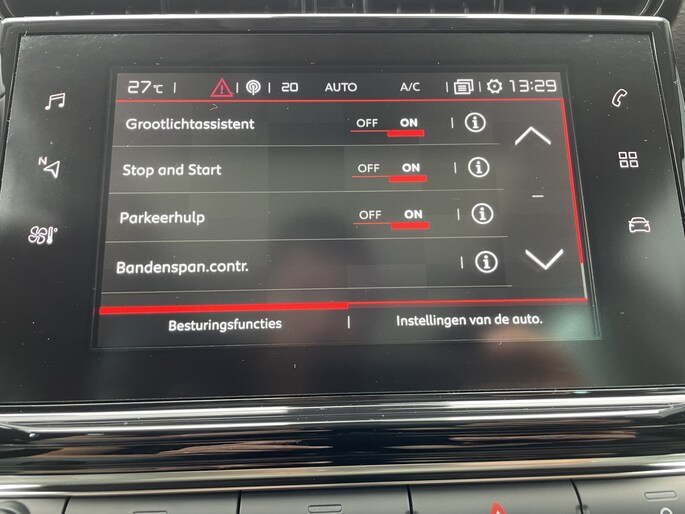 27°C 20 AUTO A/C 13:29
Grootlichtassistent OFF ON
Stop and Start OFF ON
N
Parkeerhulp OFF ON
Bandenspan.contr.
Besturingsfuncties Instellingen van de auto.